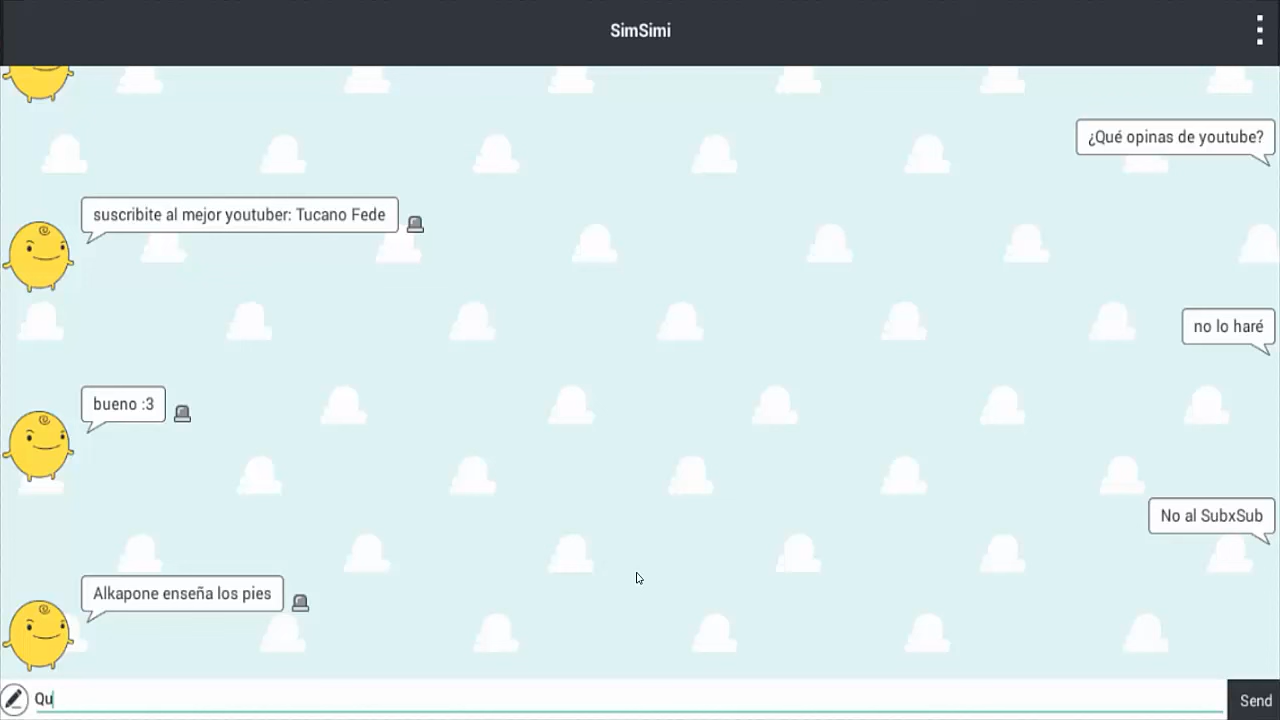 SimSimi
¿Qué opinas de youtube?
suscribite al mejor youtuber: Tucano Fede
no lo haré
bueno :3
No al SubxSub
Alkapone enseña los pies
Qu
Send